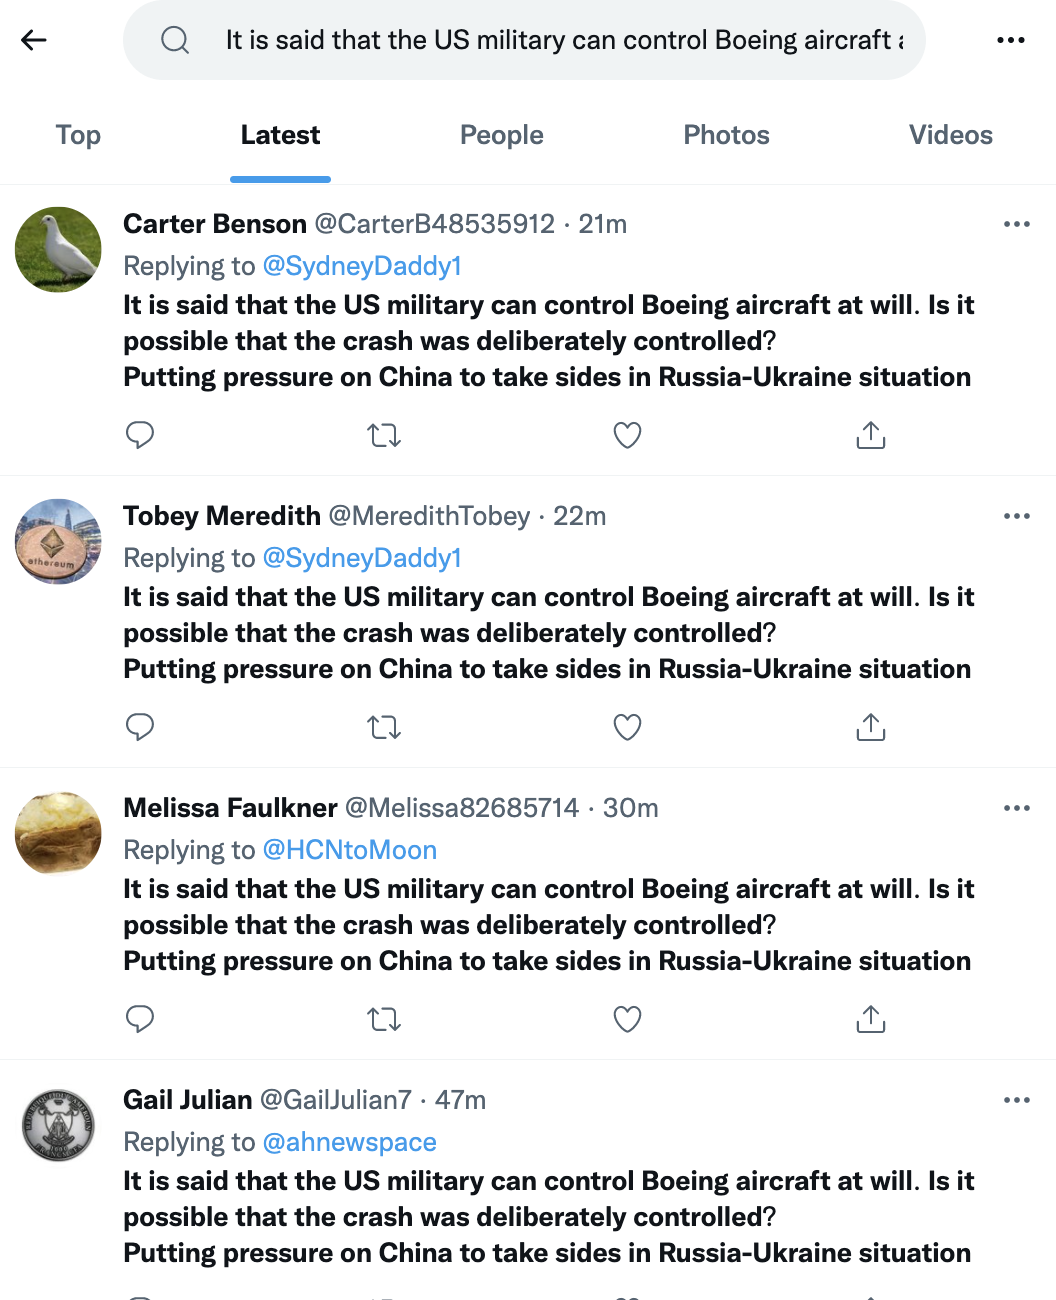 It is said that the US military can control Boeing aircraft
Top Latest People Photos Videos
Carter Benson @CarterB48535912 · 21m
Replying to @SydneyDaddy1
It is said that the US military can control Boeing aircraft at will. Is it
possible that the crash was deliberately controlled?
Putting pressure on China to take sides in Russia-Ukraine situation
Tobey Meredith @MeredithTobey · 22m
Replying to @SydneyDaddy1
It is said that the US military can control Boeing aircraft at will. Is it
possible that the crash was deliberately controlled?
Putting pressure on China to take sides in Russia-Ukraine situation
ethereum
Melissa Faulkner @Melissa82685714 · 30m
Replying to @HCNtoMoon
It is said that the US military can control Boeing aircraft at will. Is it
possible that the crash was deliberately controlled?
Putting pressure on China to take sides in Russia-Ukraine situation
Gail Julian @GailJulian7 · 47m
Replying to @ahnewspace
It is said that the US military can control Boeing aircraft at will. Is it
possible that the crash was deliberately controlled?
Putting pressure on China to take sides in Russia-Ukraine situation